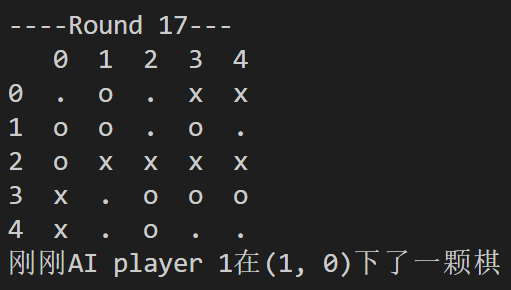 ----Round 17---
   0  1  2  3  4
0  .  o  .  x  x
1  o  o  .  o  .
2  o  x  x  x  x
3  x  .  o  o  o
4  x  .  o  .  .
刚刚AI player 1在(1, 0)下了一颗棋